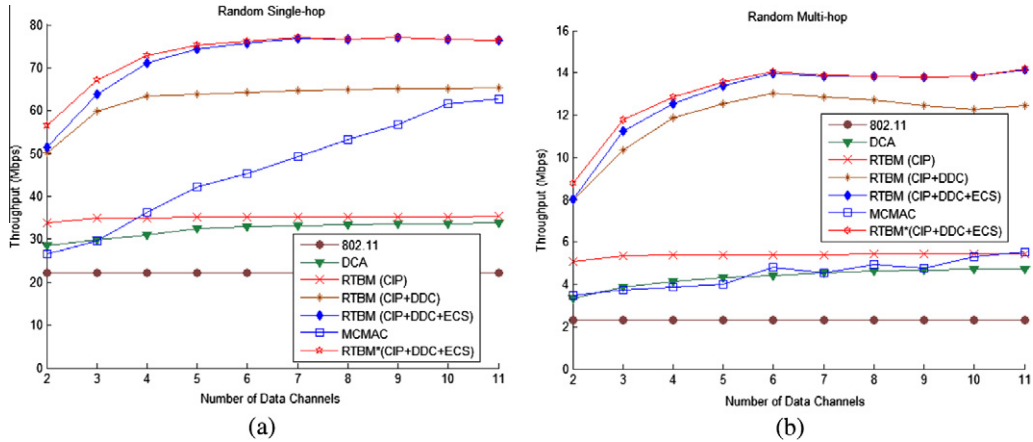 Random Single-hop
Throughput (Mbps)
80
70
60
50
40
30
20
10
0
802.11
DCA
RTBM (CIP)
RTBM (CIP+DDC)
RTBM (CIP+DDC+ECS)
MCMAC
RTBM*(CIP+DDC+ECS)
2 3 4 5 6 7 8 9 10 11
Number of Data Channels
(a)
Random Multi-hop
Throughput (Mbps)
16
14
12
10
8
6
4
2
0
802.11
DCA
RTBM (CIP)
RTBM (CIP+DDC)
RTBM (CIP+DDC+ECS)
MCMAC
RTBM*(CIP+DDC+ECS)
2 3 4 5 6 7 8 9 10 11
Number of Data Channels
(b)